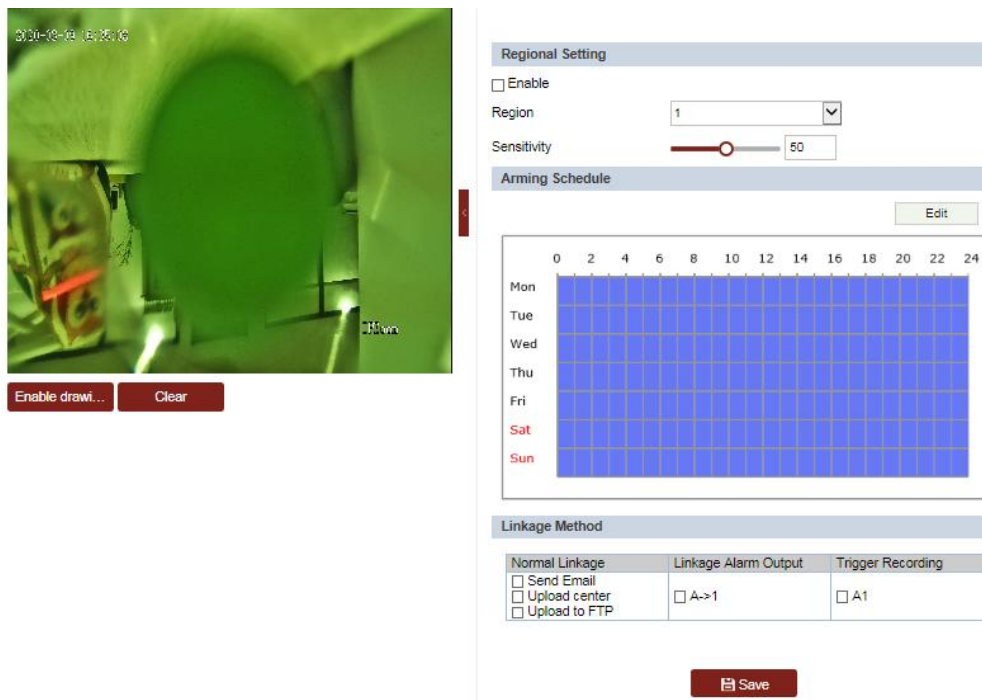 Regional Setting
Enable
Region 1
Sensitivity 50
Arming Schedule
Edit
0 2 4 6 8 10 12 14 16 18 20 22 24
Mon
Tue
Wed
Thu
Fri
Sat
Sun
Enable drawi...
Clear
Linkage Method
Normal Linkage Linkage Alarm Output Trigger Recording
Send Email
Upload center A->1 A1
Upload to FTP
Save